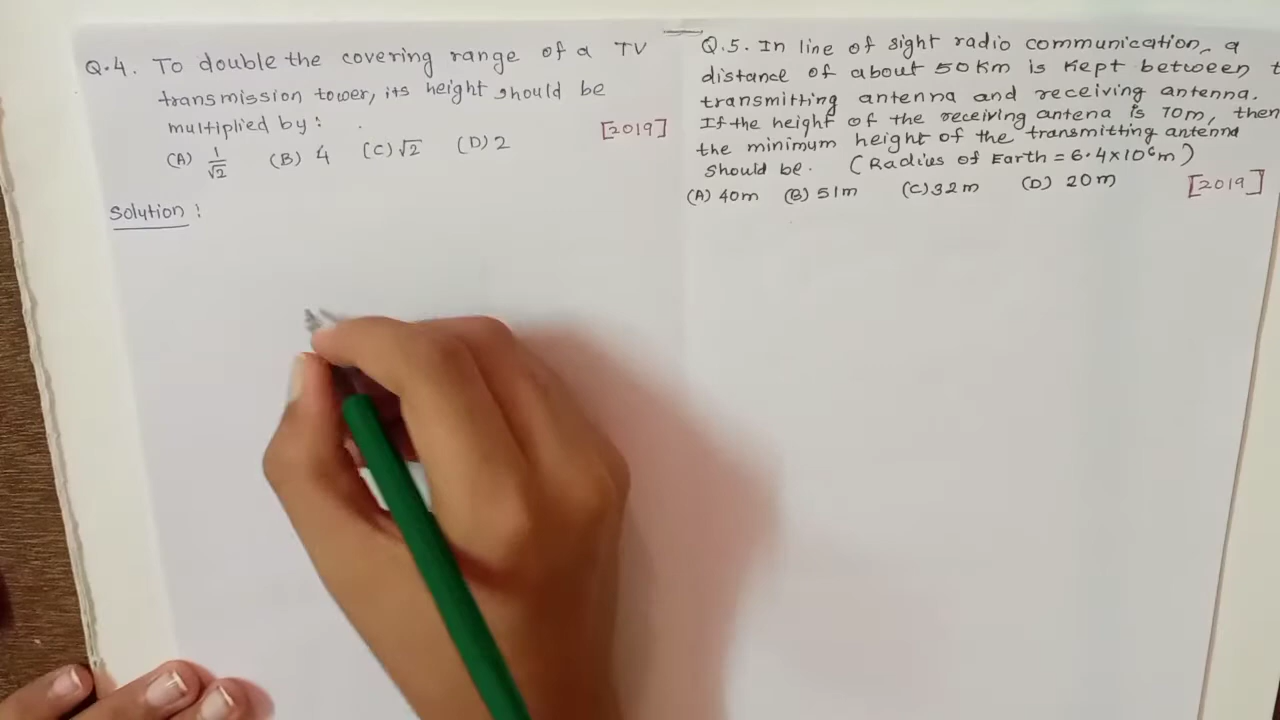 Q.4. To double the covering range of a TV
transmission tower, its height should be
multiplied by:
[2019]
(A) 1/√2 (B) 4 (C) √2 (D) 2
Solution:
Q.5. In line of sight radio communication, a
distance of about 50 Km is kept between t
transmitting antenna and receiving antenna.
If the height of the receiving antena is 70m, then
the minimum height of the transmitting antenna
should be. (Radius of Earth = 6.4×10⁶m)
(A) 40m (B) 51m (C) 32m (D) 20m [2019]